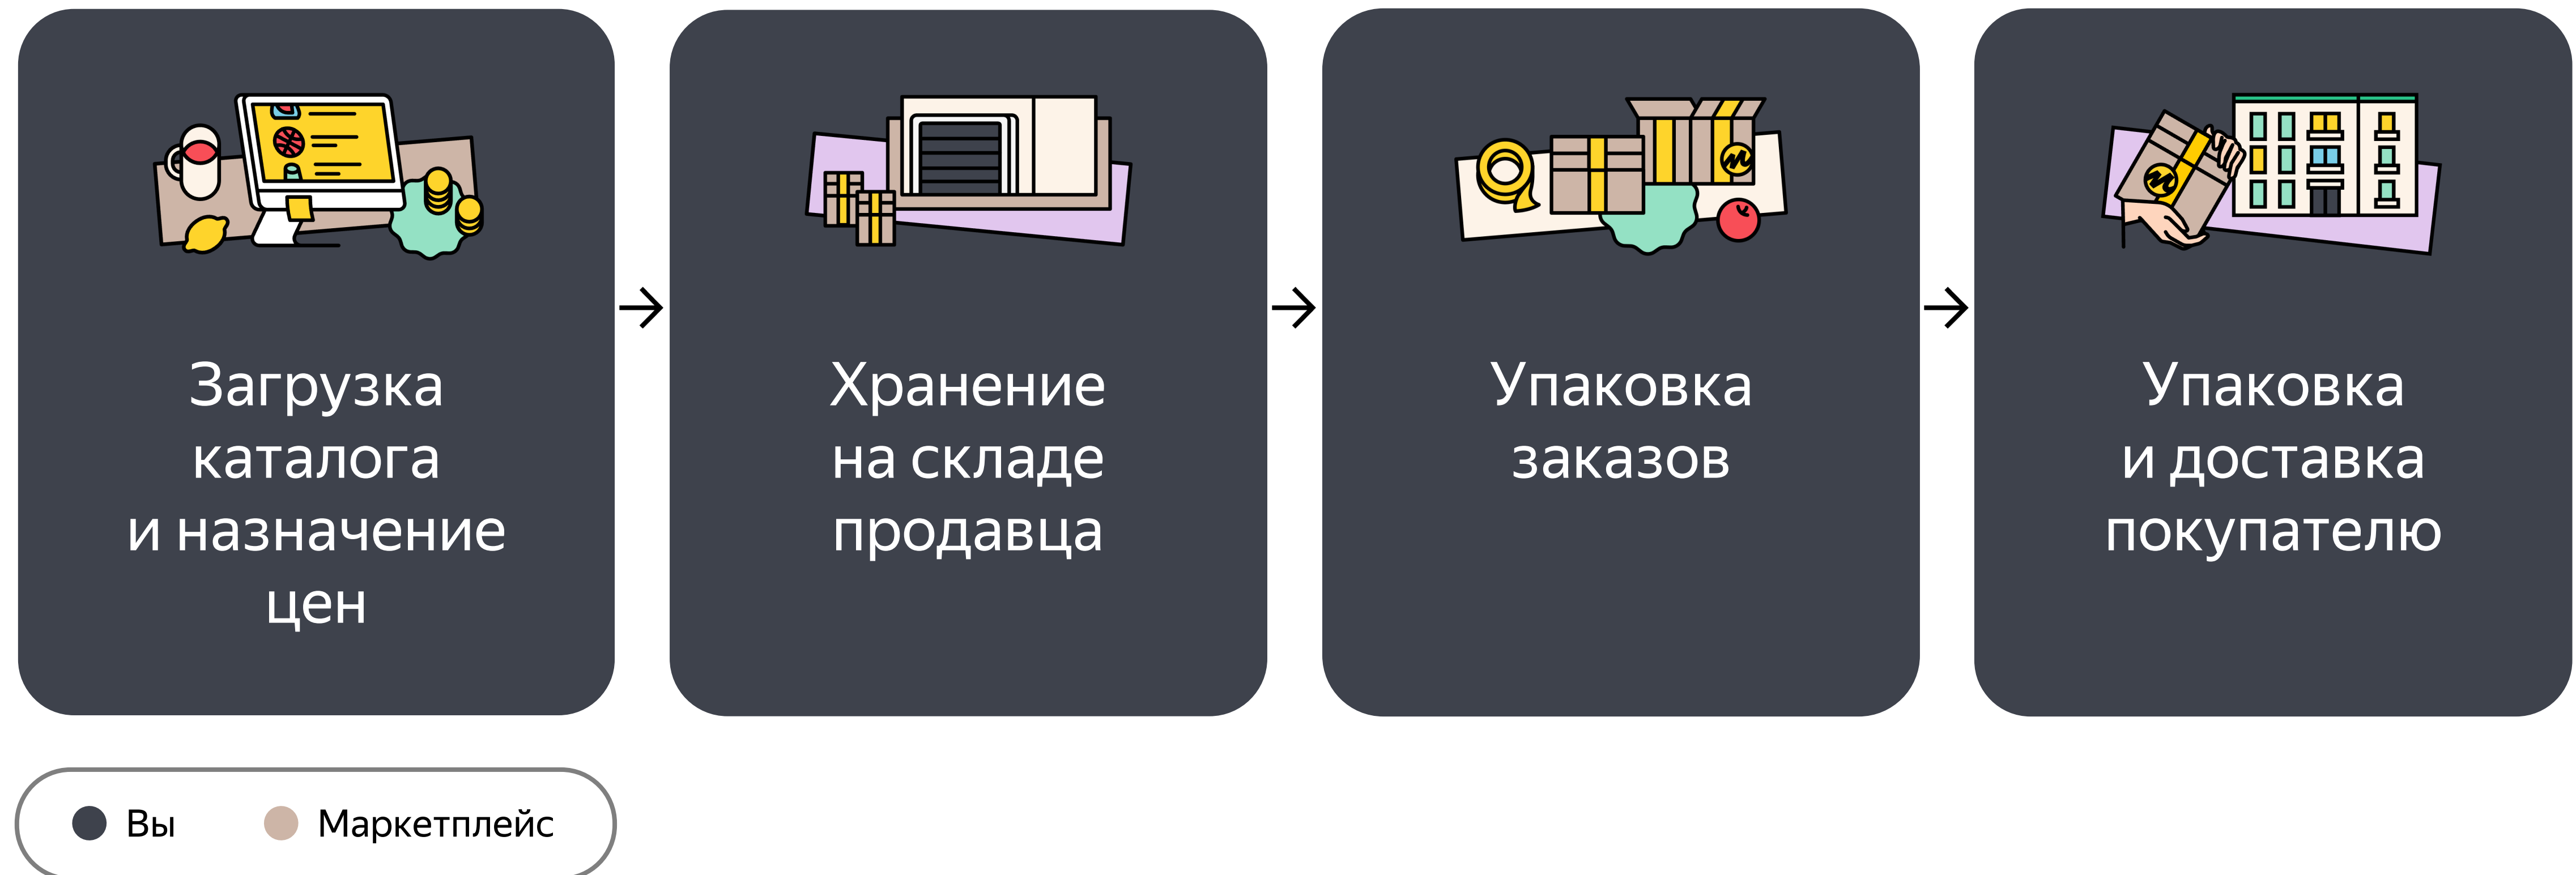 Загрузка
каталога
и назначение
цен
Хранение
на складе
продавца
Упаковка
заказов
Упаковка
и доставка
покупателю
Вы
Маркетплейс